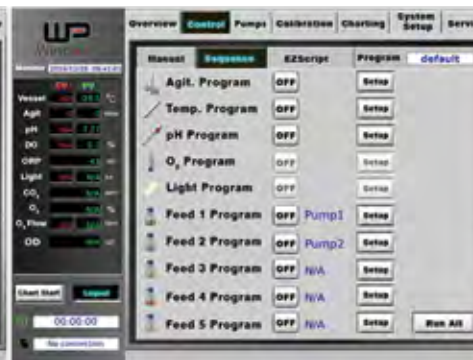 Overview Control Pumps Calibration Charting System Setup
Manual Sequence EZScript Program default
Agit. Program OFF Setup
Temp. Program OFF Setup
pH Program OFF Setup
O₂ Program OFF Setup
Light Program OFF Setup
Feed 1 Program OFF Pump1 Setup
Feed 2 Program OFF Pump2 Setup
Feed 3 Program OFF N/A Setup
Feed 4 Program OFF N/A Setup
Feed 5 Program OFF N/A Setup Run All
Vessel °C
Agit
pH
DO %
ORP
Light
CO₂
O₂ %
O₂ Flow
OD
Chart Start Logout
00:00:00
No connection